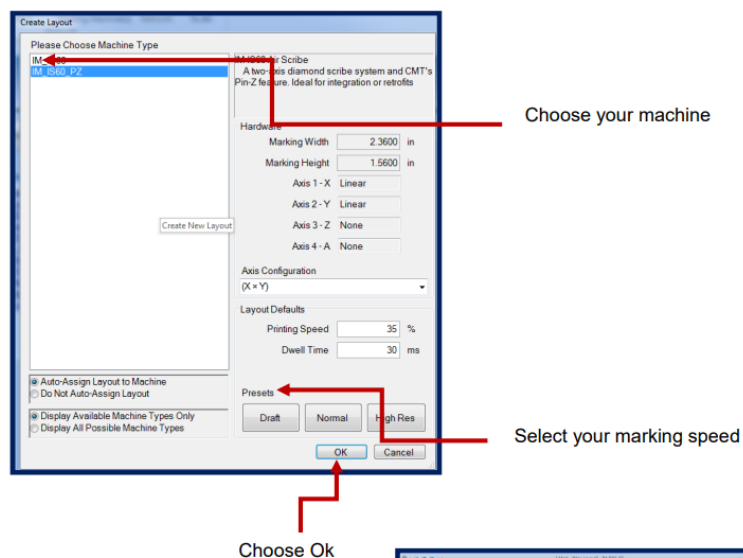 Create Layout
Please Choose Machine Type
IM_IS60_PZ
Air Scribe
A two-axis diamond scribe system and CMT's
Pin-Z feature. Ideal for integration or retrofits
Choose your machine
Hardware
Marking Width 2.3600 in
Marking Height 1.5600 in
Axis 1 - X Linear
Axis 2 - Y Linear
Create New Layout
Axis 3 - Z None
Axis 4 - A None
Axis Configuration
(X × Y)
Layout Defaults
Printing Speed 35 %
Dwell Time 30 ms
Auto-Assign Layout to Machine
Do Not Auto-Assign Layout
Presets
Display Available Machine Types Only
Display All Possible Machine Types
Draft Normal High Res
Select your marking speed
OK Cancel
Choose Ok